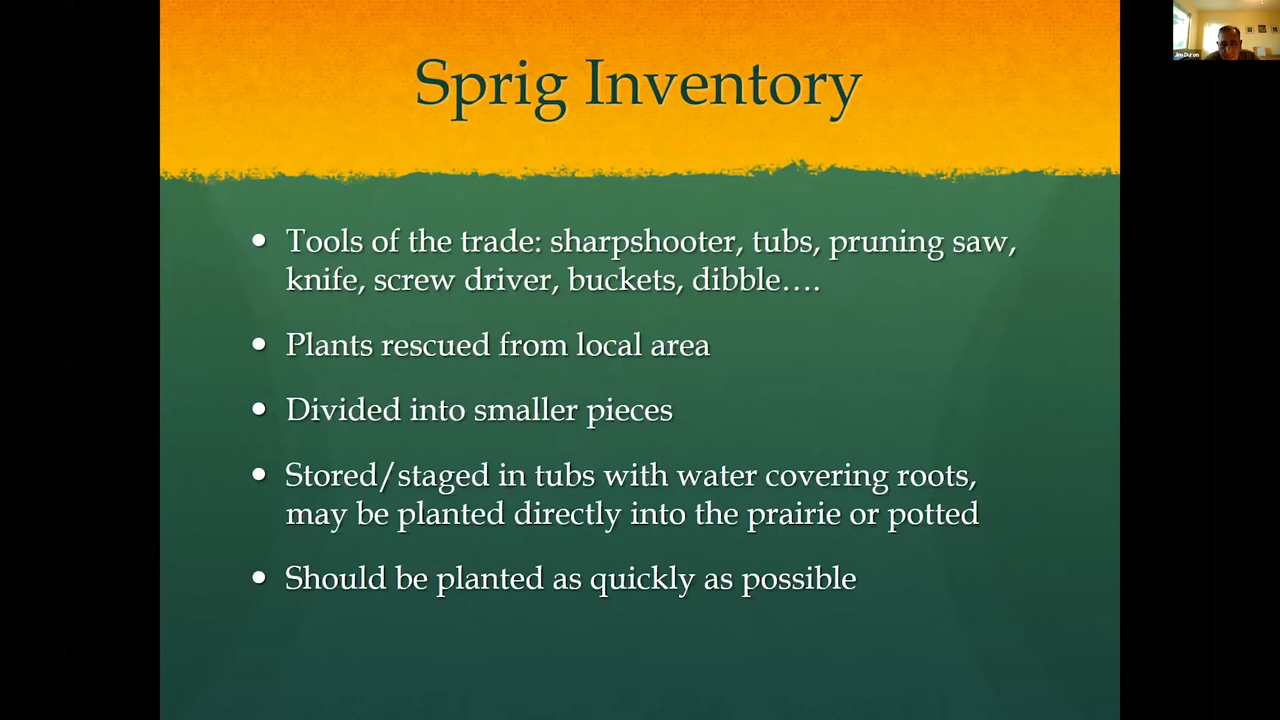 Sprig Inventory
Jim Duron
• Tools of the trade: sharpshooter, tubs, pruning saw,
knife, screw driver, buckets, dibble….
• Plants rescued from local area
• Divided into smaller pieces
• Stored/staged in tubs with water covering roots,
may be planted directly into the prairie or potted
• Should be planted as quickly as possible